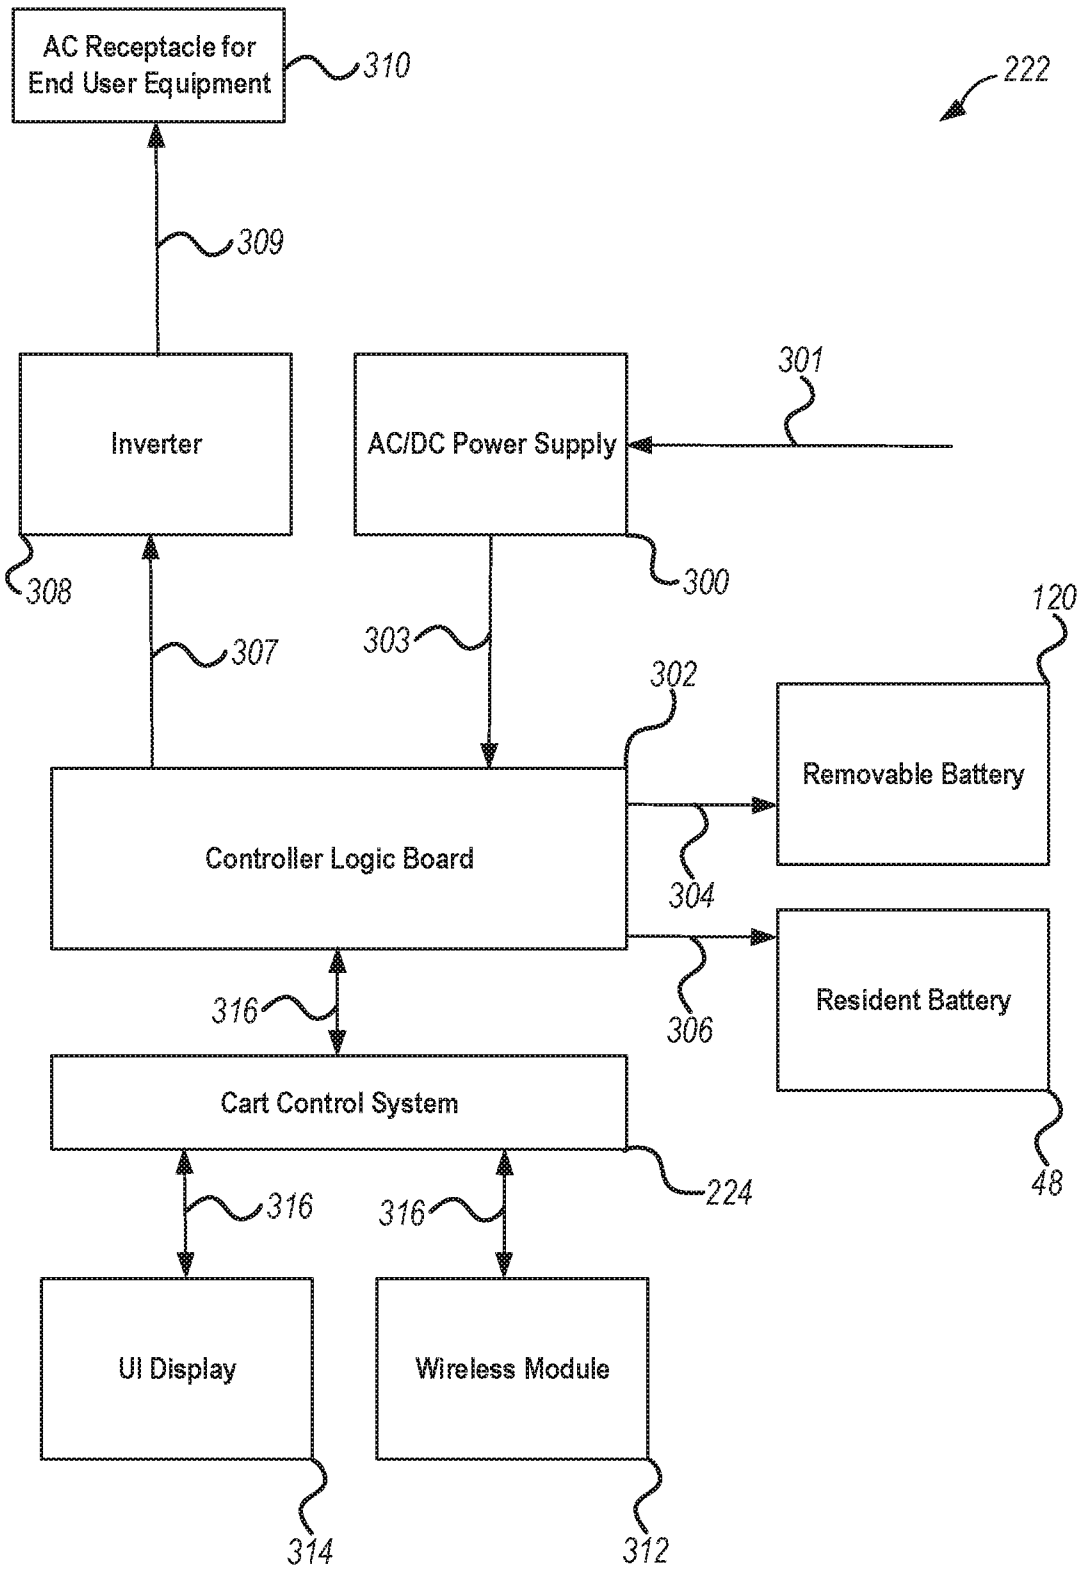 AC Receptacle for
End User Equipment
310
222
309
301
Inverter
AC/DC Power Supply
308
300
120
307
303
302
Removable Battery
Controller Logic Board
304
316
306
Resident Battery
Cart Control System
224
48
316
316
UI Display
Wireless Module
314
312